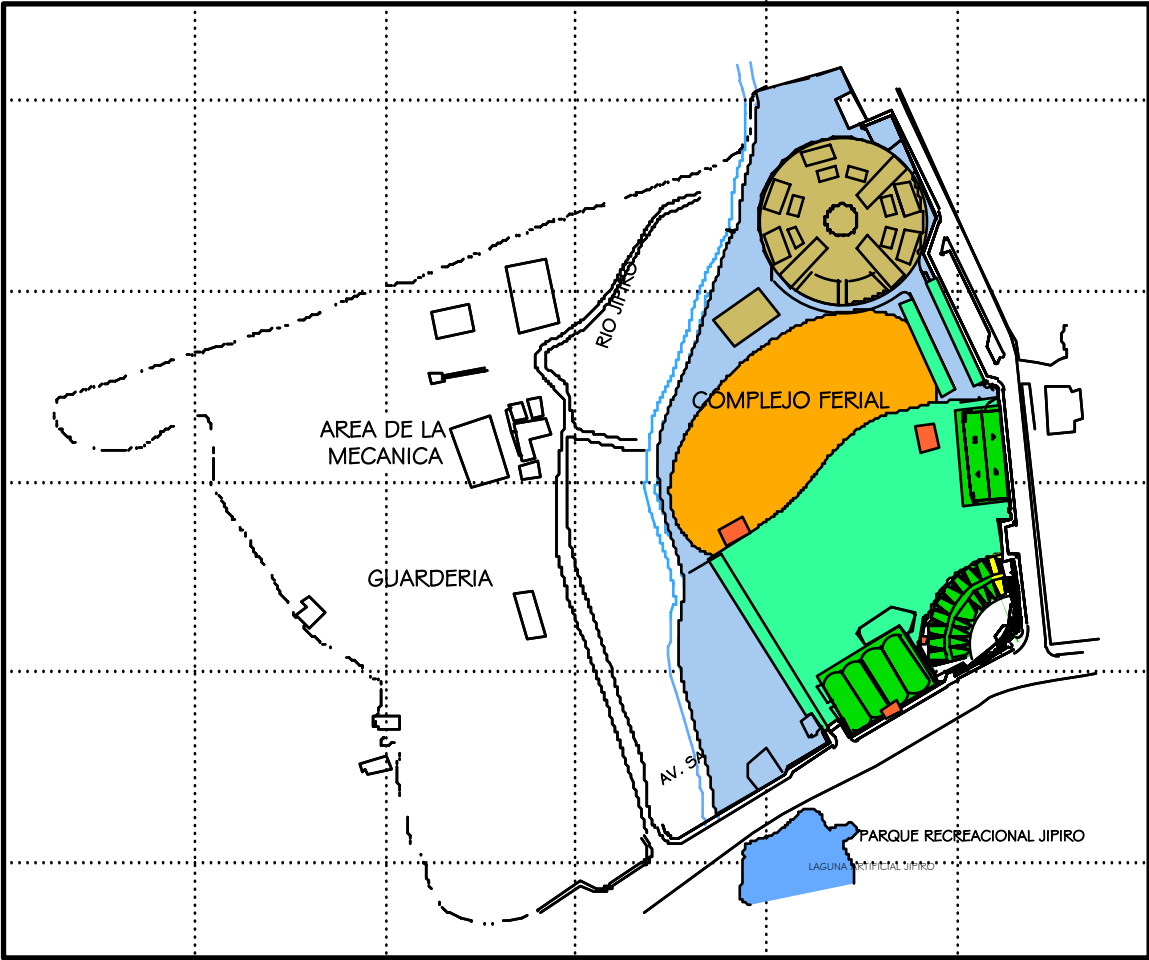 RIO JIPIRO
COMPLEJO FERIAL
AREA DE LA
MECANICA
GUARDERIA
AV. SA
PARQUE RECREACIONAL JIPIRO
LAGUNA ARTIFICIAL JIPIRO